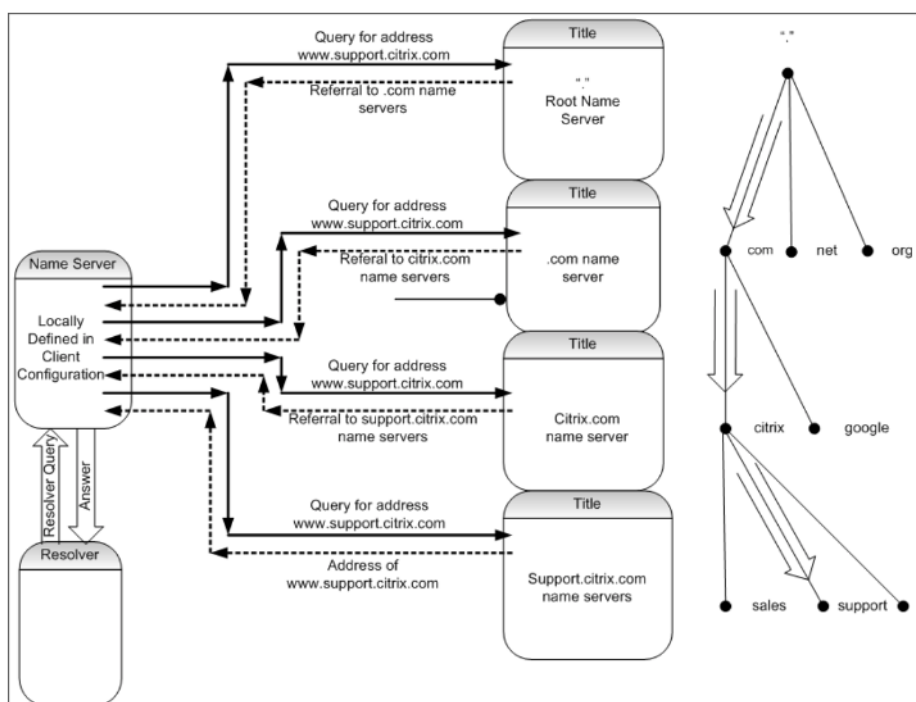 Query for address
www.support.citrix.com
Referral to .com name
servers
Title
"."
Root Name
Server
Query for address
www.support.citrix.com
Referal to citrix.com
name servers
Title
.com name
server
Name Server
Locally
Defined in
Client
Configuration
Query for address
www.support.citrix.com
Referral to support.citrix.com
name servers
Title
Citrix.com
name server
Query for address
www.support.citrix.com
Address of
www.support.citrix.com
Title
Support.citrix.com
name servers
Resolver Query
Answer
Resolver
"."
com
net
org
citrix
google
sales
support